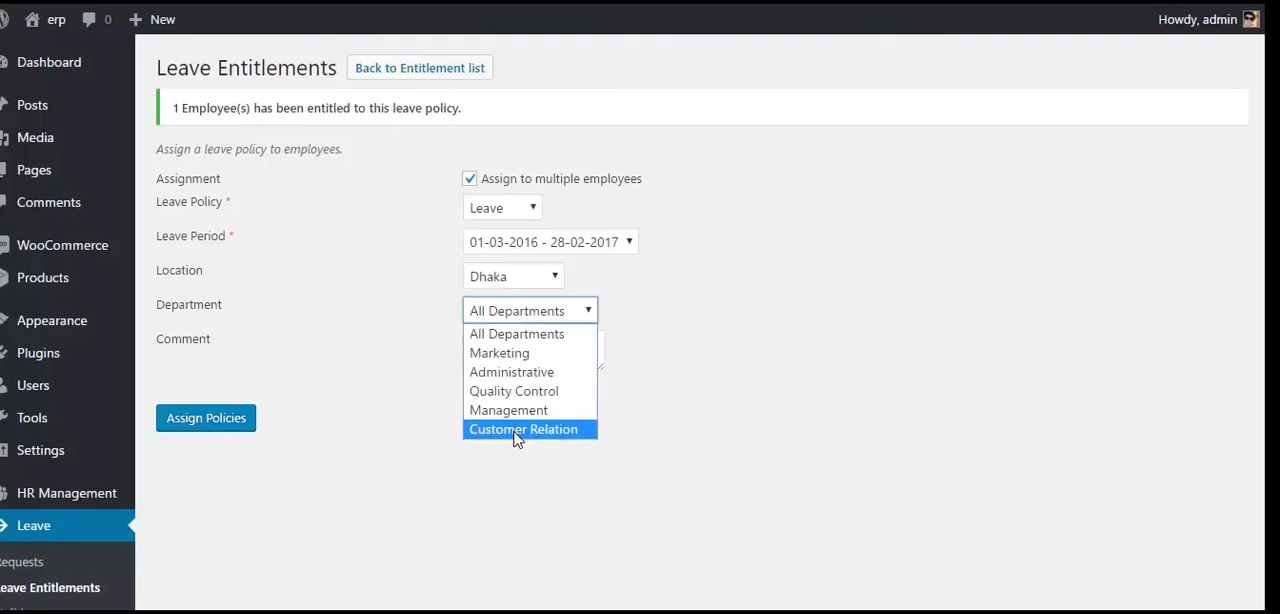 erp 0 New Howdy, admin
Dashboard
Posts
Media
Pages
Comments
WooCommerce
Products
Appearance
Plugins
Users
Tools
Settings
HR Management
Leave
equests
eave Entitlements
Leave Entitlements Back to Entitlement list
1 Employee(s) has been entitled to this leave policy.
Assign a leave policy to employees.
Assignment Assign to multiple employees
Leave Policy * Leave
Leave Period * 01-03-2016 - 28-02-2017
Location Dhaka
Department All Departments
All Departments
Marketing
Administrative
Quality Control
Management
Customer Relation
Comment
Assign Policies